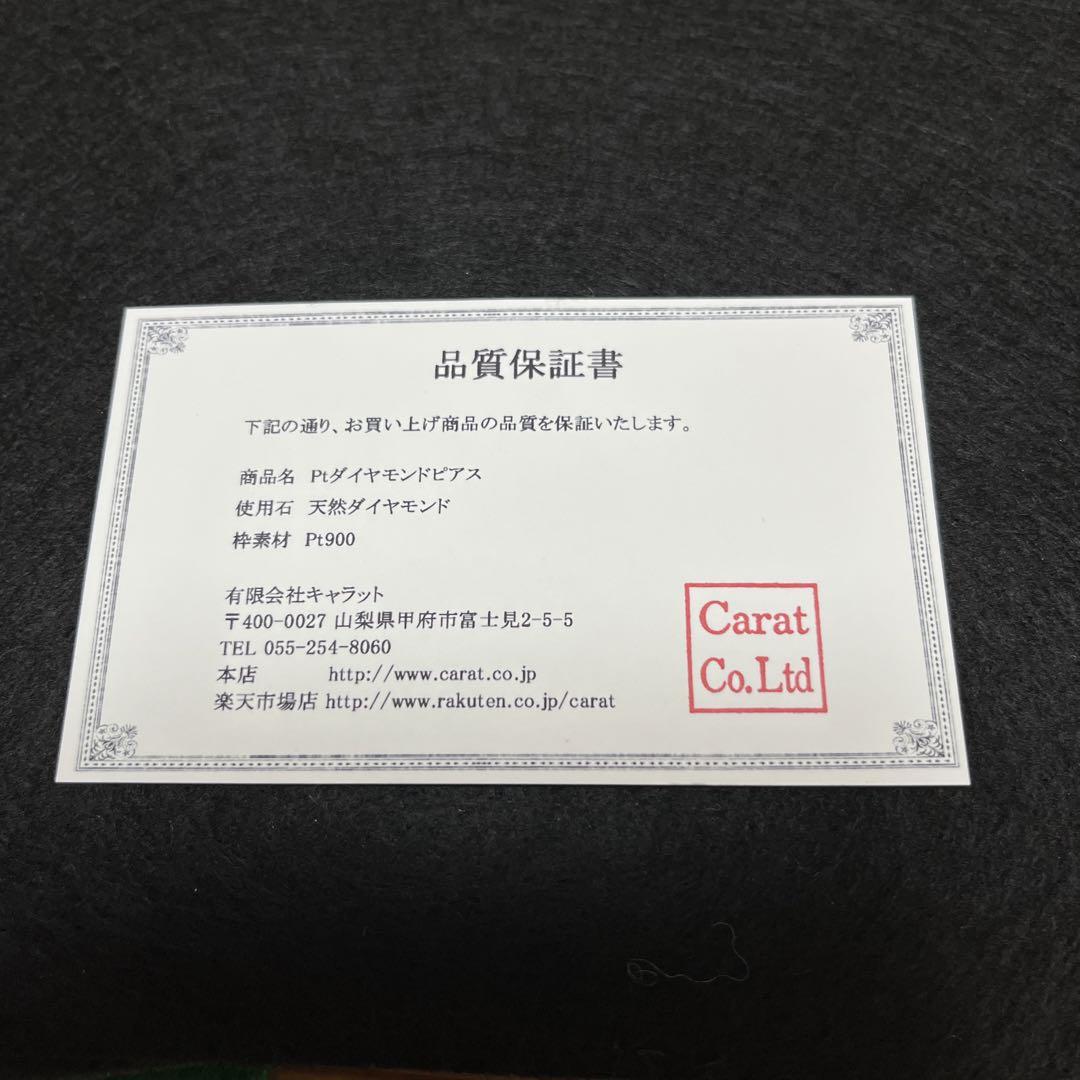 品質保証書
下記の通り、お買い上げ商品の品質を保証いたします。
商品名 Ptダイヤモンドピアス
使用石 天然ダイヤモンド
枠素材 Pt900
有限会社キャラット
〒400-0027 山梨県甲府市富士見2-5-5
TEL 055-254-8060
本店 http://www.carat.co.jp
楽天市場店 http://www.rakuten.co.jp/carat
Carat
Co.Ltd